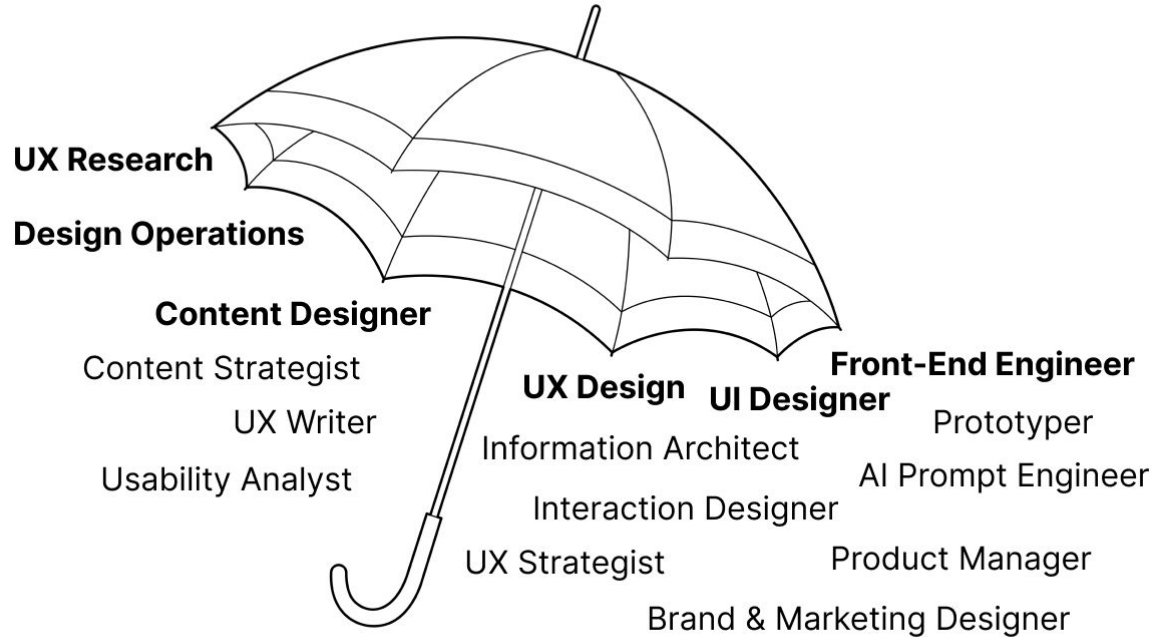 UX Research
Design Operations
Content Designer
Content Strategist
UX Writer
Usability Analyst
UX Design
UI Designer
Front-End Engineer
Information Architect
Prototyper
AI Prompt Engineer
Interaction Designer
UX Strategist
Product Manager
Brand & Marketing Designer